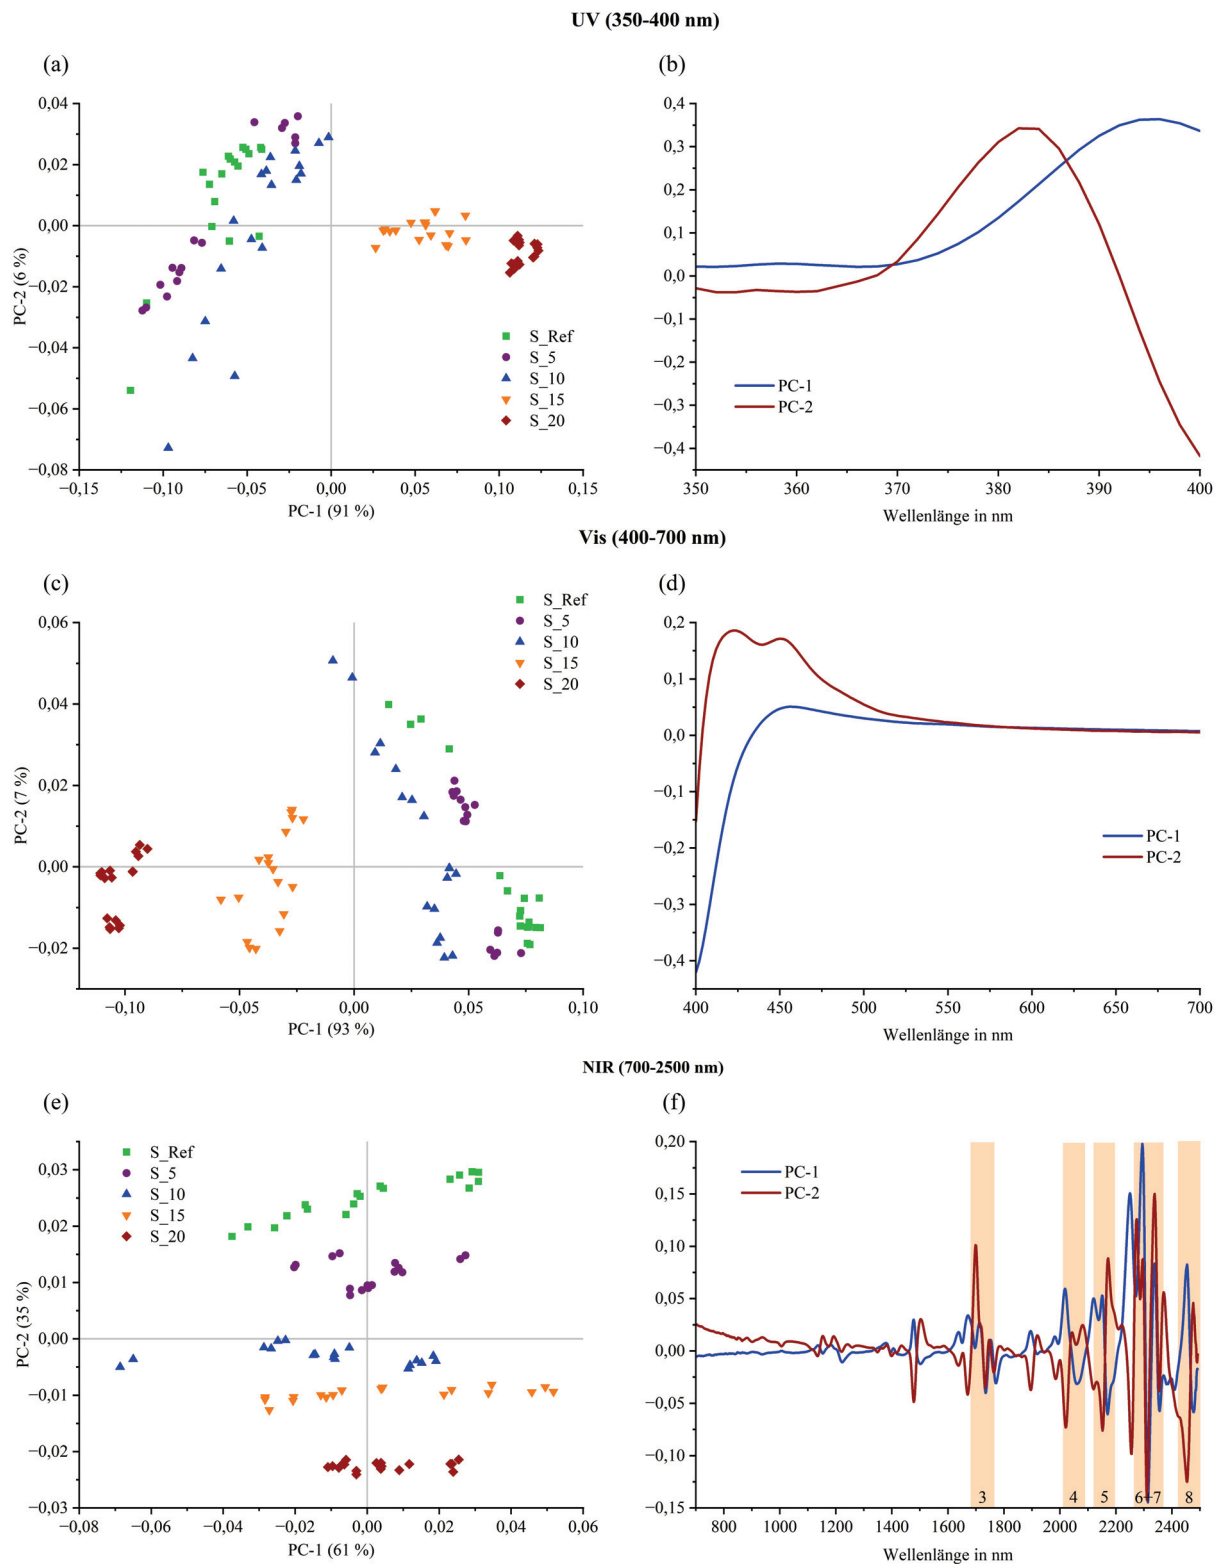 UV (350-400 nm)
(a)
0,04
0,02
0,00
−0,02
−0,04
−0,06
−0,08
PC-2 (6 %)
S_Ref
S_5
S_10
S_15
S_20
−0,15
−0,10
−0,05
0,00
0,05
0,10
0,15
PC-1 (91 %)
(b)
0,4
0,3
0,2
0,1
0,0
−0,1
−0,2
−0,3
−0,4
PC-1
PC-2
350
360
370
380
390
400
Wellenlänge in nm
Vis (400-700 nm)
(c)
S_Ref
S_5
S_10
S_15
S_20
0,06
0,04
0,02
0,00
−0,02
PC-2 (7 %)
−0,10
−0,05
0,00
0,05
0,10
PC-1 (93 %)
(d)
0,2
0,1
0,0
−0,1
−0,2
−0,3
−0,4
PC-1
PC-2
400
450
500
550
600
650
700
Wellenlänge in nm
NIR (700-2500 nm)
(e)
S_Ref
S_5
S_10
S_15
S_20
0,03
0,02
0,01
0,00
−0,01
−0,02
−0,03
PC-2 (35 %)
−0,08
−0,06
−0,04
−0,02
0,00
0,02
0,04
0,06
PC-1 (61 %)
(f)
0,20
0,15
0,10
0,05
0,00
−0,05
−0,10
−0,15
PC-1
PC-2
3
4
5
6+7
8
800
1000
1200
1400
1600
1800
2000
2200
2400
Wellenlänge in nm